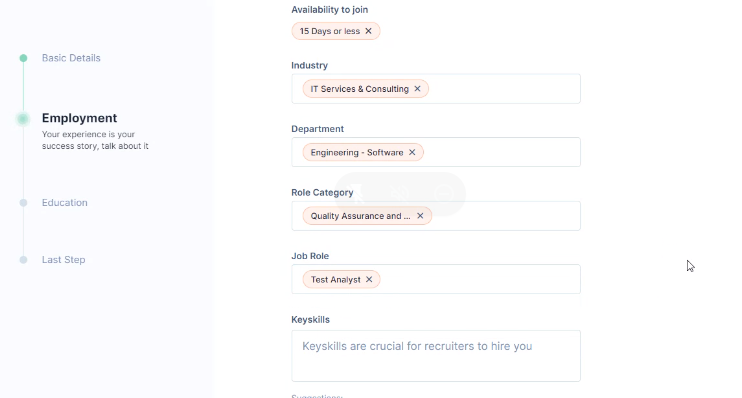 Availability to join
15 Days or less ×
Basic Details
Industry
IT Services & Consulting ×
Employment
Your experience is your
success story, talk about it
Department
Engineering - Software ×
Role Category
Quality Assurance and ... ×
Education
Job Role
Last Step
Test Analyst ×
Keyskills
Keyskills are crucial for recruiters to hire you
Suggestions: